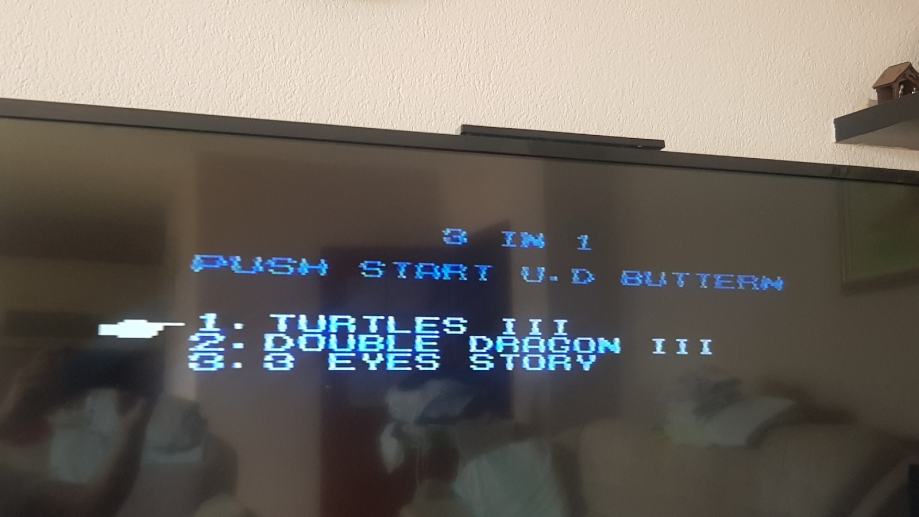 3 IN 1
PUSH START U.D BUTTERN
1. TURTLES III
2. DOUBLE DRAGON III
3. 3 EYES STORY